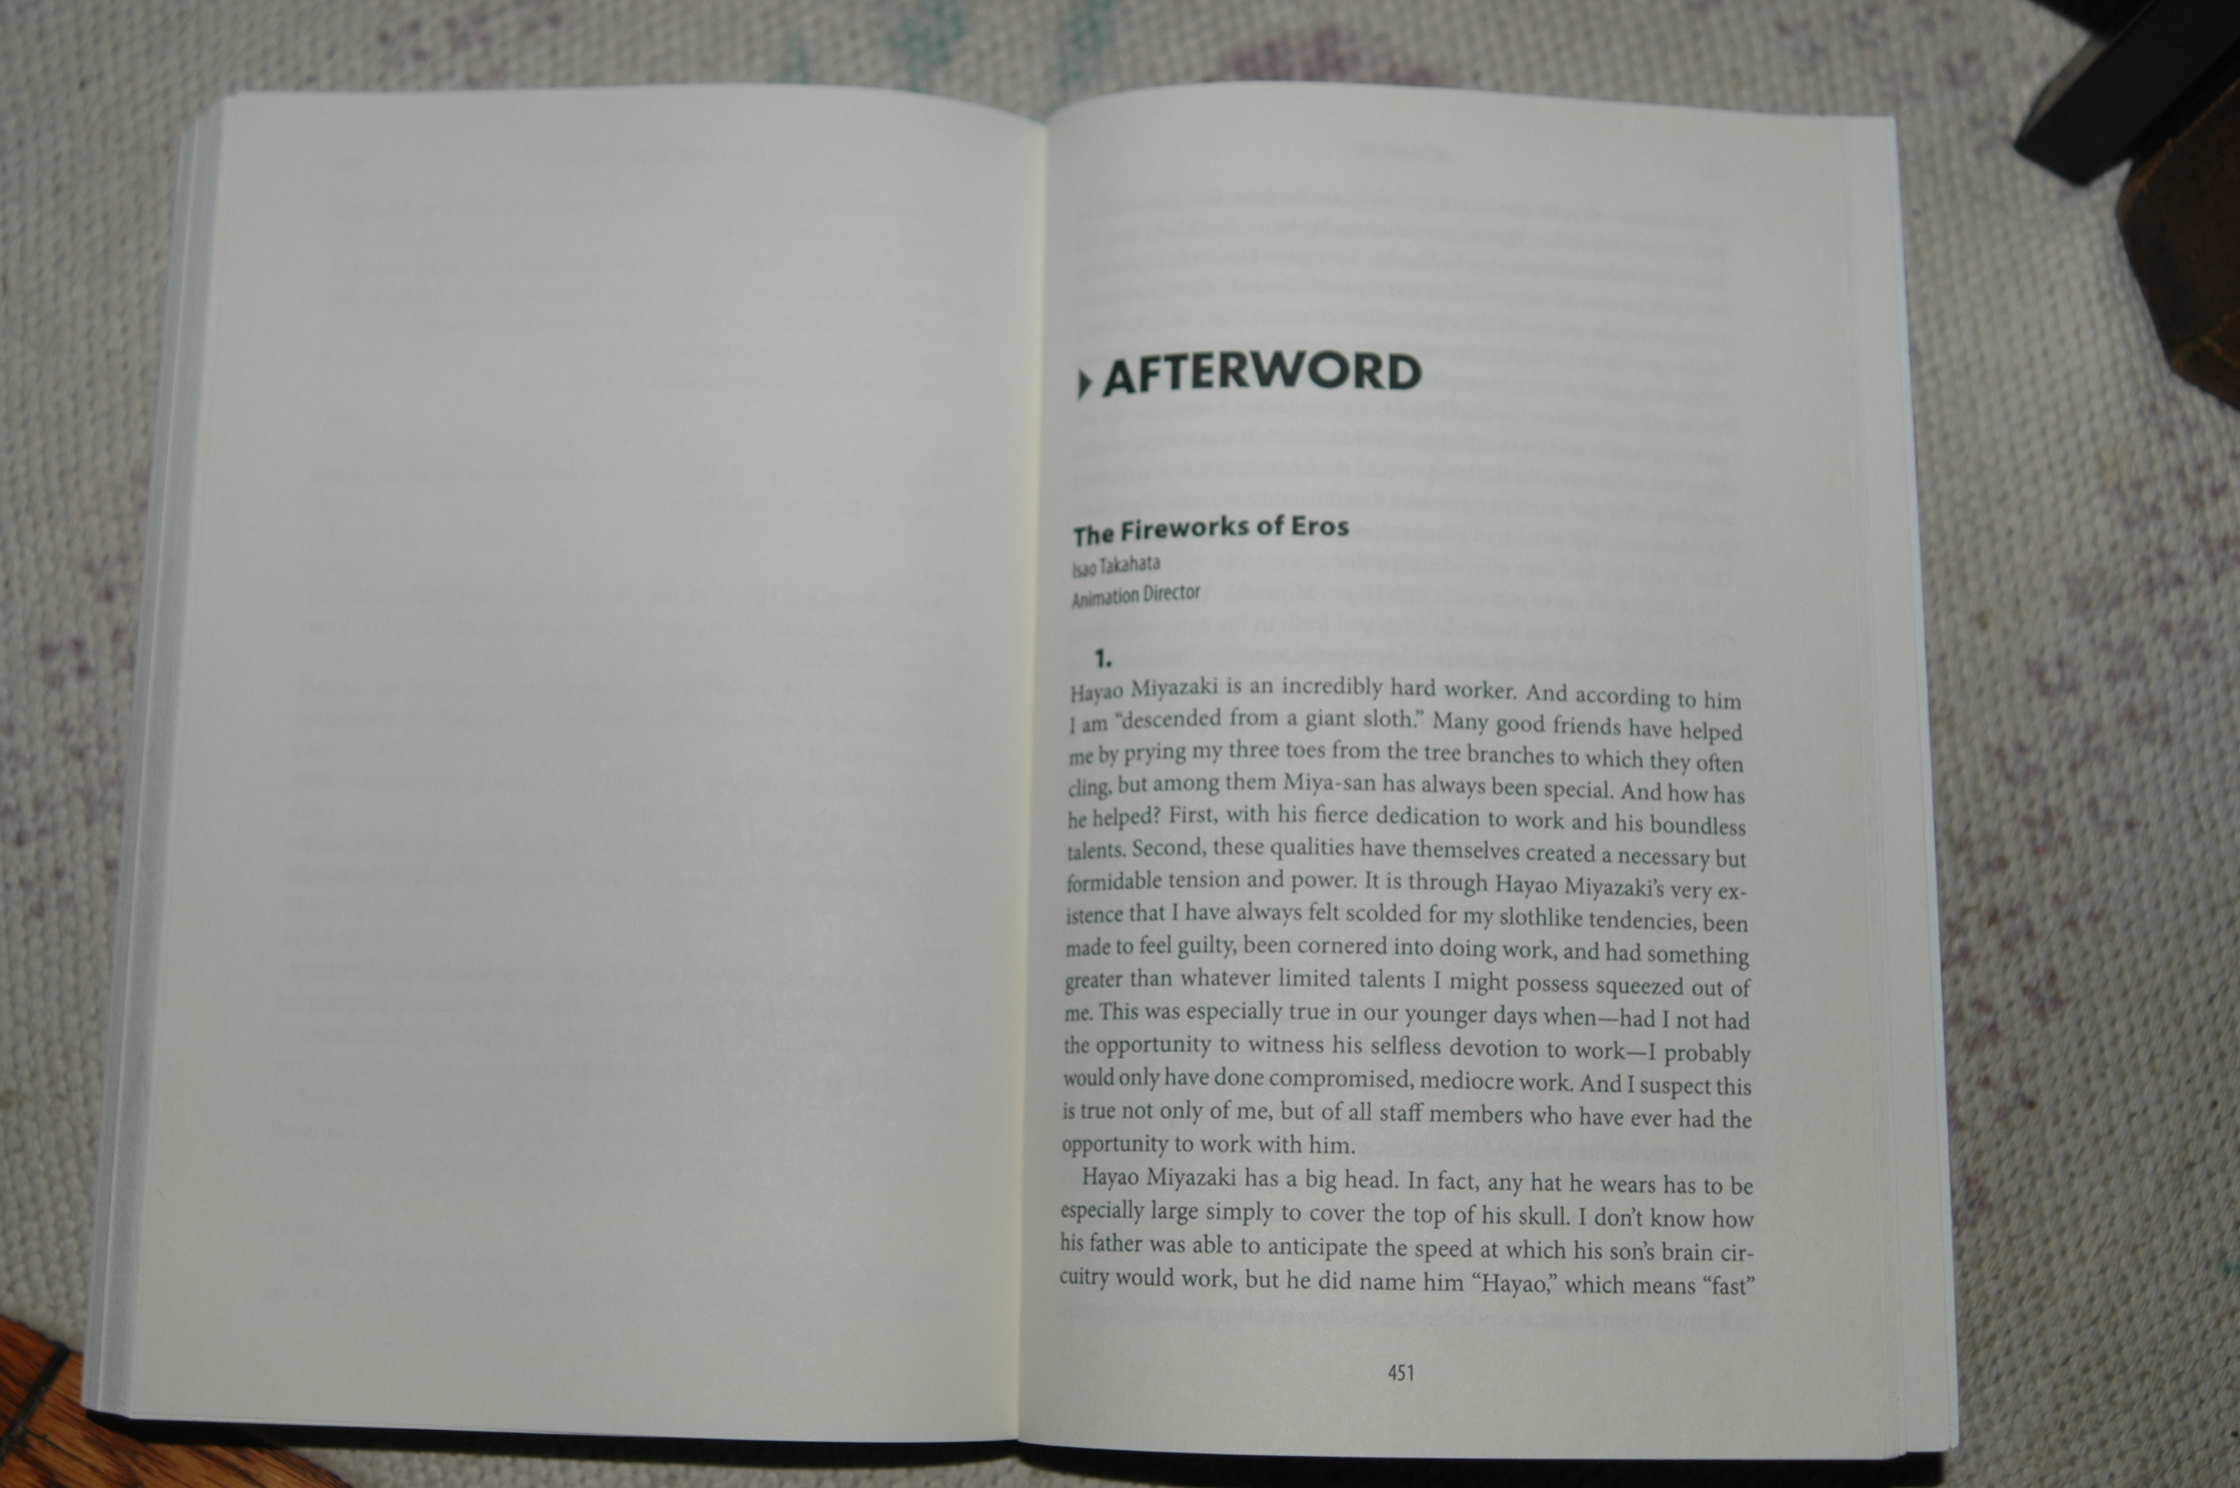 AFTERWORD
The Fireworks of Eros
Isao Takahata
Animation Director
1.
Hayao Miyazaki is an incredibly hard worker. And according to him
I am “descended from a giant sloth.” Many good friends have helped
me by prying my three toes from the tree branches to which they often
cling, but among them Miya-san has always been special. And how has
he helped? First, with his fierce dedication to work and his boundless
talents. Second, these qualities have themselves created a necessary but
formidable tension and power. It is through Hayao Miyazaki’s very ex-
istence that I have always felt scolded for my slothlike tendencies, been
made to feel guilty, been cornered into doing work, and had something
greater than whatever limited talents I might possess squeezed out of
me. This was especially true in our younger days when—had I not had
the opportunity to witness his selfless devotion to work—I probably
would only have done compromised, mediocre work. And I suspect this
is true not only of me, but of all staff members who have ever had the
opportunity to work with him.
Hayao Miyazaki has a big head. In fact, any hat he wears has to be
especially large simply to cover the top of his skull. I don’t know how
his father was able to anticipate the speed at which his son’s brain cir-
cuitry would work, but he did name him “Hayao,” which means “fast”
451